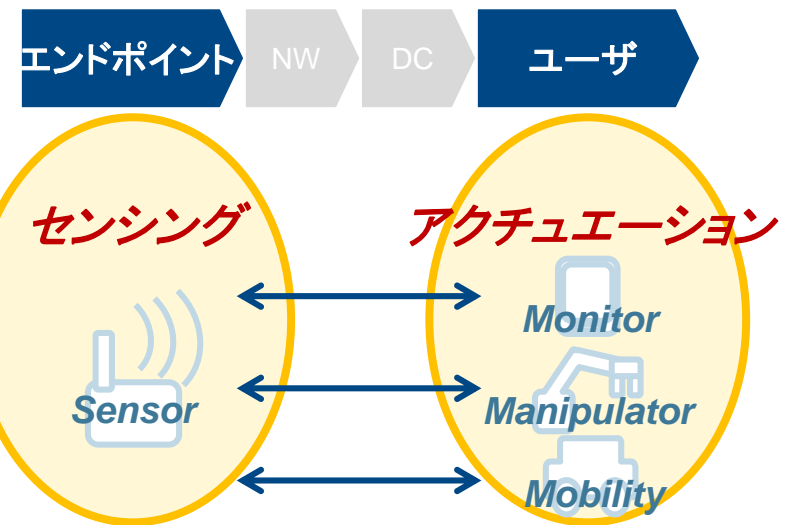 エンドポイント
NW
DC
ユーザ
センシング
アクチュエーション
Monitor
Sensor
Manipulator
Mobility